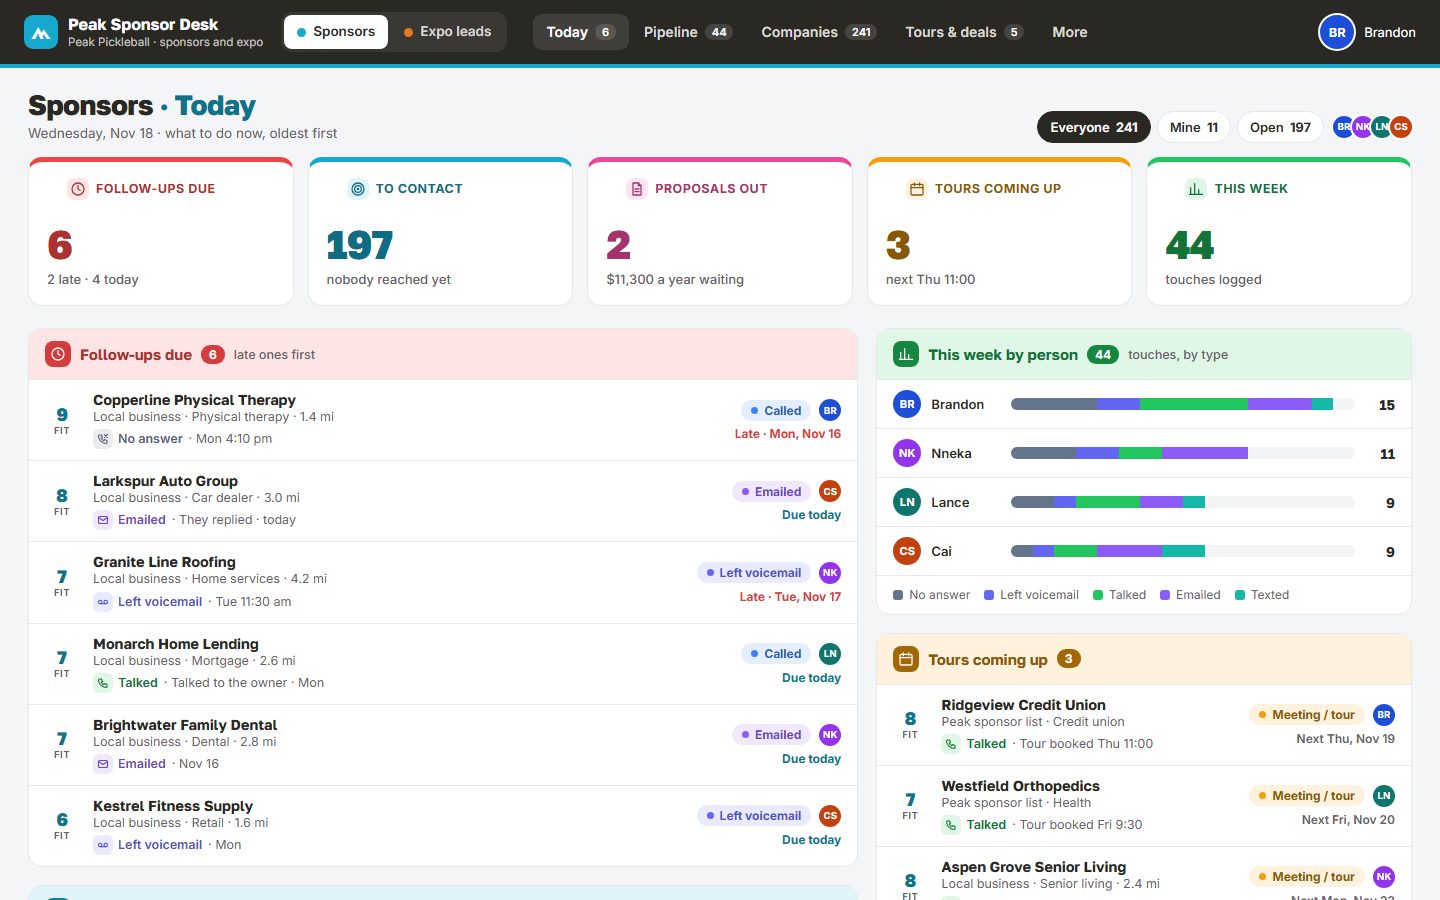 Peak Sponsor Desk
Peak Pickleball · sponsors and expo
Sponsors
Expo leads
Today 6
Pipeline 44
Companies 241
Tours & deals 5
More
BR Brandon
Sponsors · Today
Wednesday, Nov 18 · what to do now, oldest first
Everyone 241
Mine 11
Open 197
BR NK LN CS
FOLLOW-UPS DUE
6
2 late · 4 today
TO CONTACT
197
nobody reached yet
PROPOSALS OUT
2
$11,300 a year waiting
TOURS COMING UP
3
next Thu 11:00
THIS WEEK
44
touches logged
Follow-ups due 6 late ones first
9 FIT
Copperline Physical Therapy
Local business · Physical therapy · 1.4 mi
No answer · Mon 4:10 pm
Called BR
Late · Mon, Nov 16
8 FIT
Larkspur Auto Group
Local business · Car dealer · 3.0 mi
Emailed · They replied · today
Emailed CS
Due today
7 FIT
Granite Line Roofing
Local business · Home services · 4.2 mi
Left voicemail · Tue 11:30 am
Left voicemail NK
Late · Tue, Nov 17
7 FIT
Monarch Home Lending
Local business · Mortgage · 2.6 mi
Talked · Talked to the owner · Mon
Called LN
Due today
7 FIT
Brightwater Family Dental
Local business · Dental · 2.8 mi
Emailed · Nov 16
Emailed NK
Due today
6 FIT
Kestrel Fitness Supply
Local business · Retail · 1.6 mi
Left voicemail · Mon
Left voicemail CS
Due today
This week by person 44 touches, by type
BR Brandon 15
NK Nneka 11
LN Lance 9
CS Cai 9
No answer Left voicemail Talked Emailed Texted
Tours coming up 3
8 FIT
Ridgeview Credit Union
Peak sponsor list · Credit union
Talked · Tour booked Thu 11:00
Meeting / tour BR
Next Thu, Nov 19
7 FIT
Westfield Orthopedics
Peak sponsor list · Health
Talked · Tour booked Fri 9:30
Meeting / tour LN
Next Fri, Nov 20
8 FIT
Aspen Grove Senior Living
Local business · Senior living · 2.4 mi
Meeting / tour NK